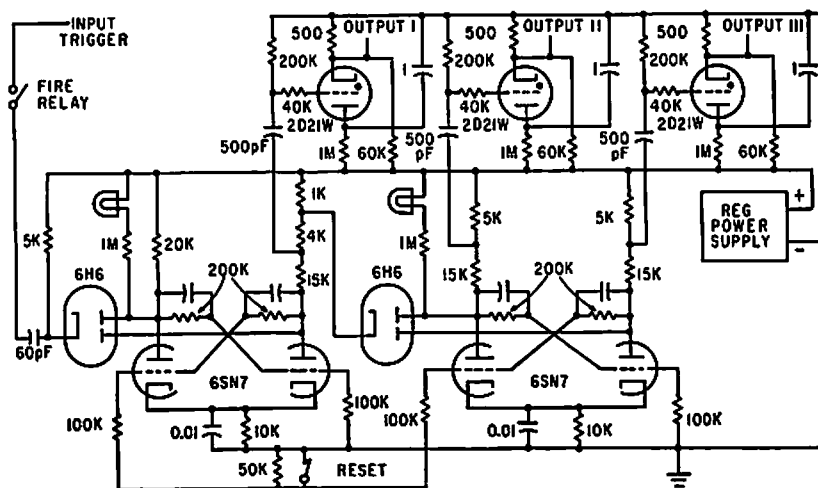 INPUT
TRIGGER
FIRE
RELAY
500
OUTPUT I
200K
1
40K
2D21W
500pF
1M
60K
500
OUTPUT II
200K
1
40K
2D21W
500
pF
1M
60K
500
OUTPUT III
200K
1
40K
2D21W
500
pF
1M
60K
5K
1M
20K
1K
4K
15K
200K
6H6
60pF
6SN7
100K
100K
0.01
10K
50K
RESET
1M
5K
15K
200K
5K
15K
6H6
6SN7
100K
100K
0.01
10K
REG
POWER
SUPPLY
+
-